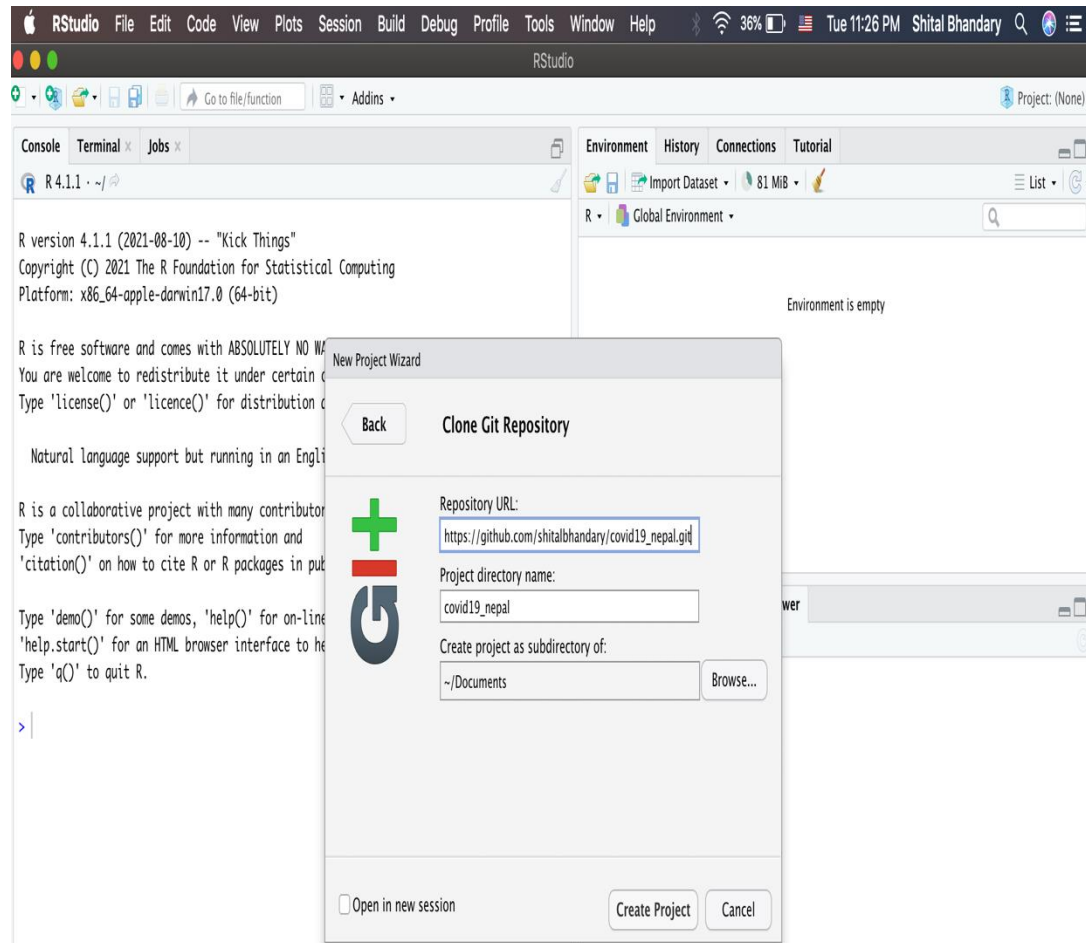 RStudio File Edit Code View Plots Session Build Debug Profile Tools Window Help 36% Tue 11:26 PM Shital Bhandary
RStudio
Go to file/function Addins Project: (None)
Console Terminal Jobs
R 4.1.1 · ~/
R version 4.1.1 (2021-08-10) -- "Kick Things"
Copyright (C) 2021 The R Foundation for Statistical Computing
Platform: x86_64-apple-darwin17.0 (64-bit)
R is free software and comes with ABSOLUTELY NO WA
You are welcome to redistribute it under certain c
Type 'license()' or 'licence()' for distribution d
Natural language support but running in an Engli
R is a collaborative project with many contributor
Type 'contributors()' for more information and
'citation()' on how to cite R or R packages in pub
Type 'demo()' for some demos, 'help()' for on-line
'help.start()' for an HTML browser interface to he
Type 'q()' to quit R.
>
Environment History Connections Tutorial
Import Dataset 81 MiB List
R Global Environment
Environment is empty
wer
New Project Wizard
Back Clone Git Repository
GIT
Repository URL:
https://github.com/shitalbhandary/covid19_nepal.git
Project directory name:
covid19_nepal
Create project as subdirectory of:
~/Documents Browse...
Open in new session Create Project Cancel